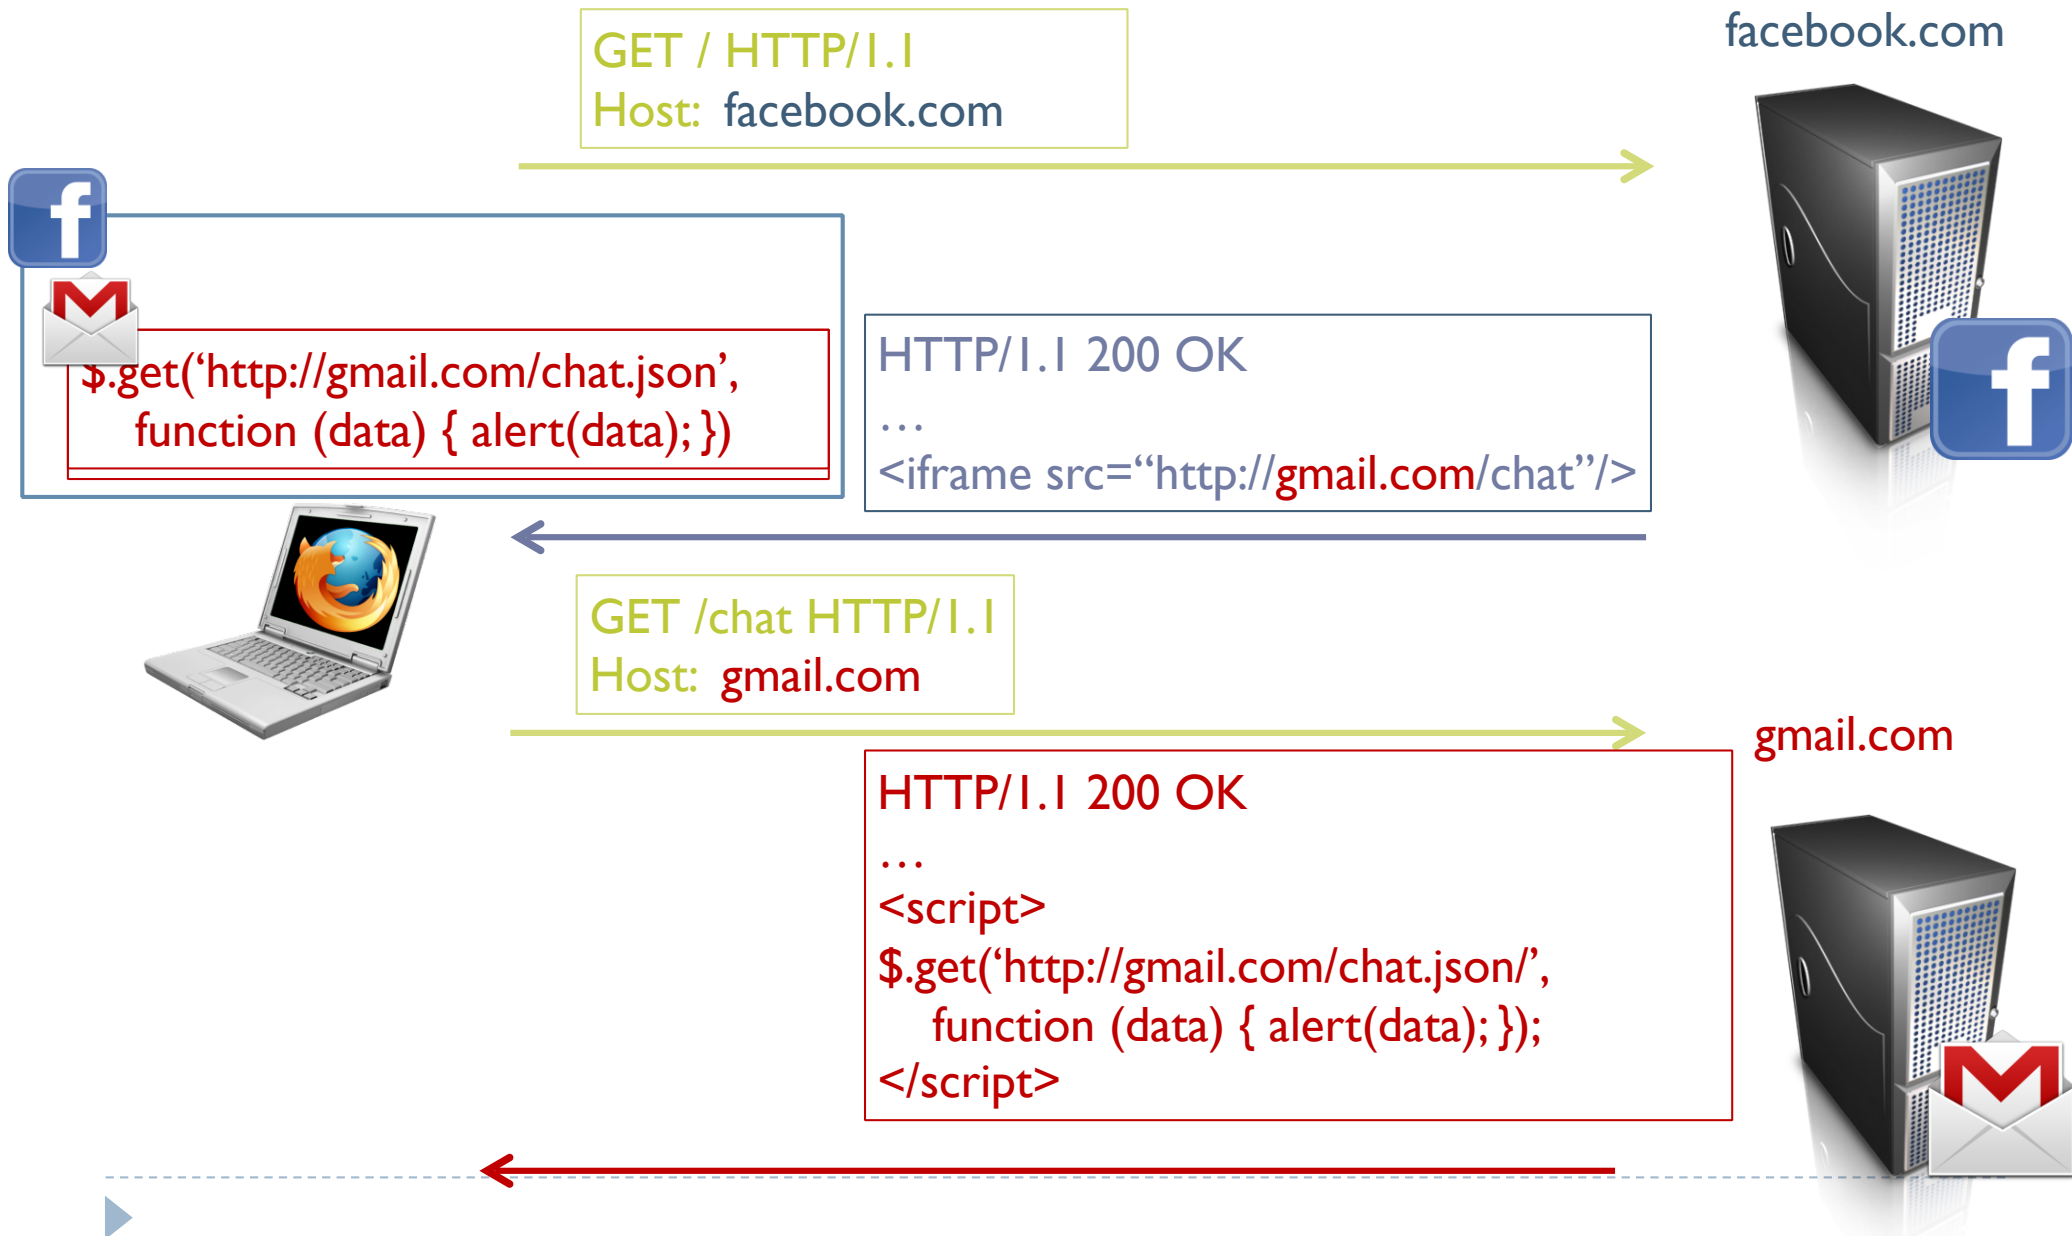 facebook.com
GET / HTTP/1.1
Host: facebook.com
f
$.get(‘http://gmail.com/chat.json’,
function (data) { alert(data); })
HTTP/1.1 200 OK
…
<iframe src=“http://gmail.com/chat”/>
f
GET /chat HTTP/1.1
Host: gmail.com
gmail.com
HTTP/1.1 200 OK
…
<script>
$.get(‘http://gmail.com/chat.json/’,
function (data) { alert(data); });
</script>